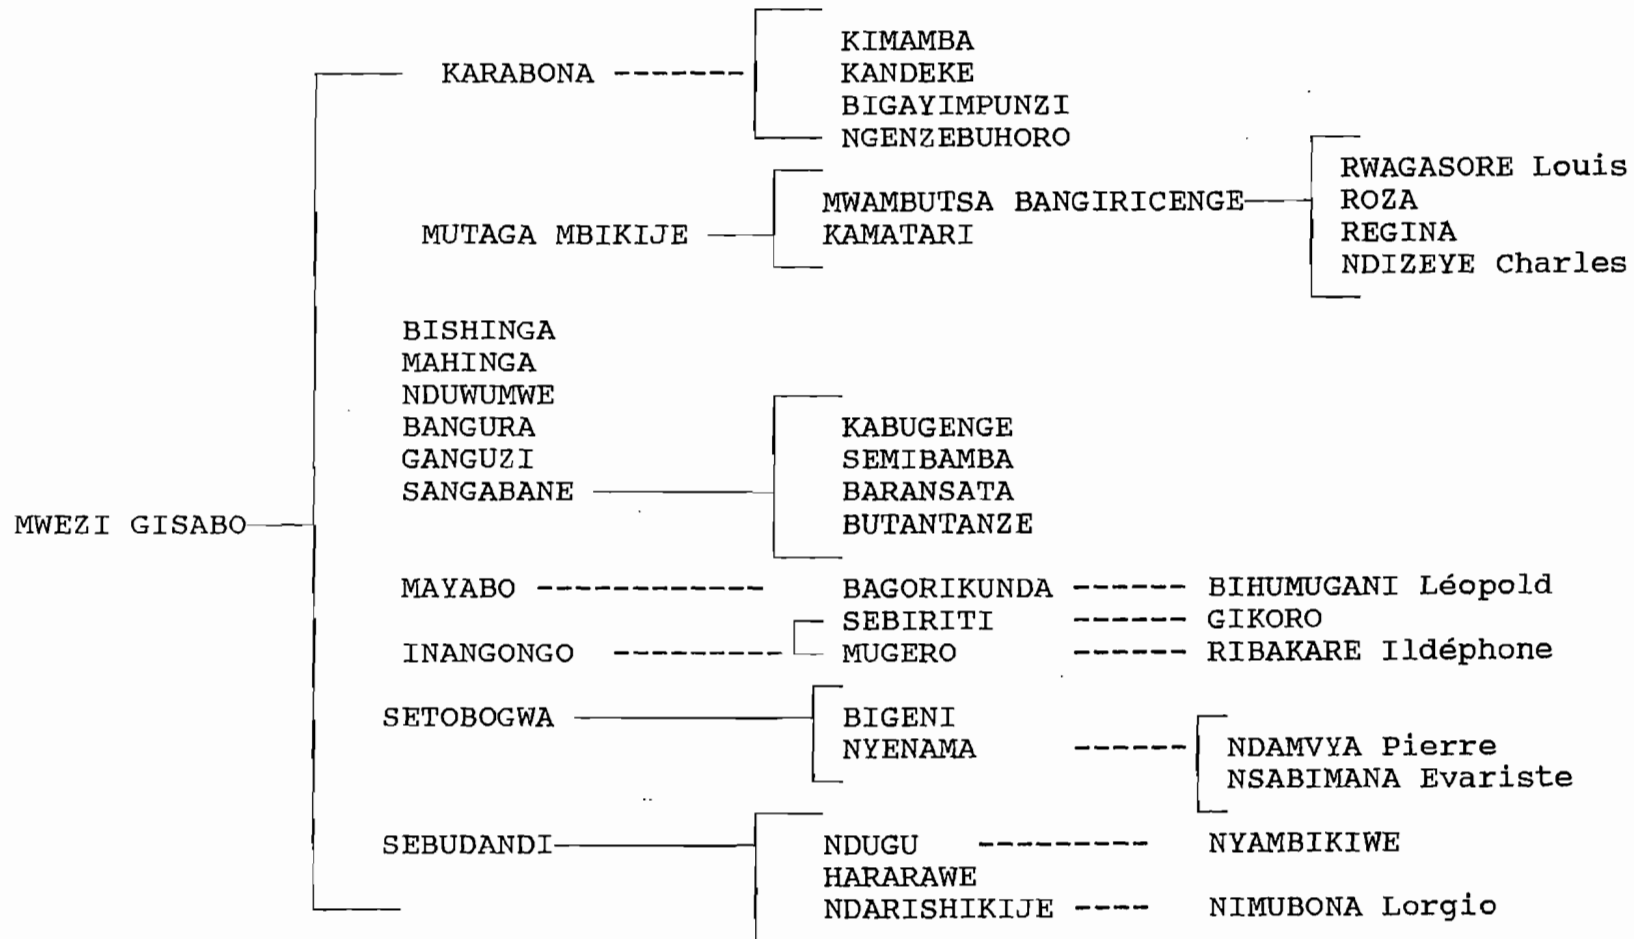 KIMAMBA
KARABONA KANDEKE
BIGAYIMPUNZI
NGENZEBUHORO
RWAGASORE Louis
MWAMBUTSA BANGIRICENGE ROZA
MUTAGA MBIKIJE KAMATARI REGINA
NDIZEYE Charles
BISHINGA
MAHINGA
NDUWUMWE
BANGURA KABUGENGE
GANGUZI SEMIBAMBA
SANGABANE BARANSATA
MWEZI GISABO BUTANTANZE
MAYABO BAGORIKUNDA BIHUMUGANI Léopold
SEBIRITI GIKORO
INANGONGO MUGERO RIBAKARE Ildéphone
SETOBOGWA BIGENI
NYENAMA NDAMVYA Pierre
NSABIMANA Evariste
SEBUDANDI NDUGU NYAMBIKIWE
HARARAWE
NDARISHIKIJE NIMUBONA Lorgio